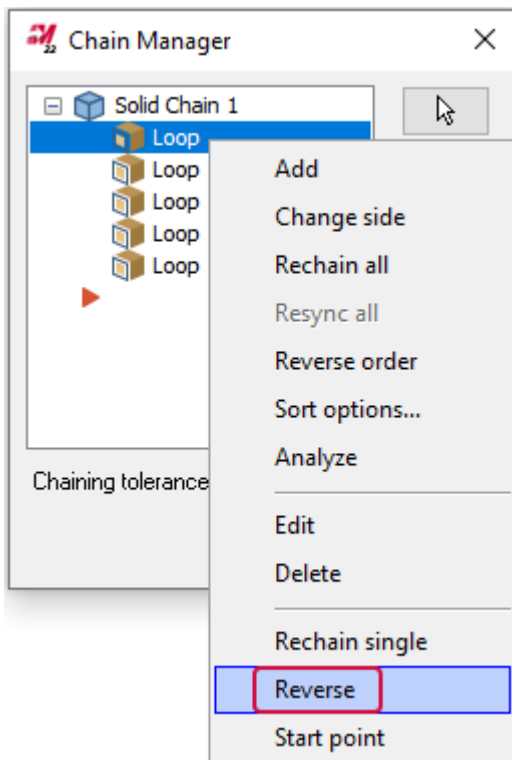 22 Chain Manager
Solid Chain 1
Loop
Loop
Loop
Loop
Loop
Chaining tolerance
Add
Change side
Rechain all
Resync all
Reverse order
Sort options...
Analyze
Edit
Delete
Rechain single
Reverse
Start point